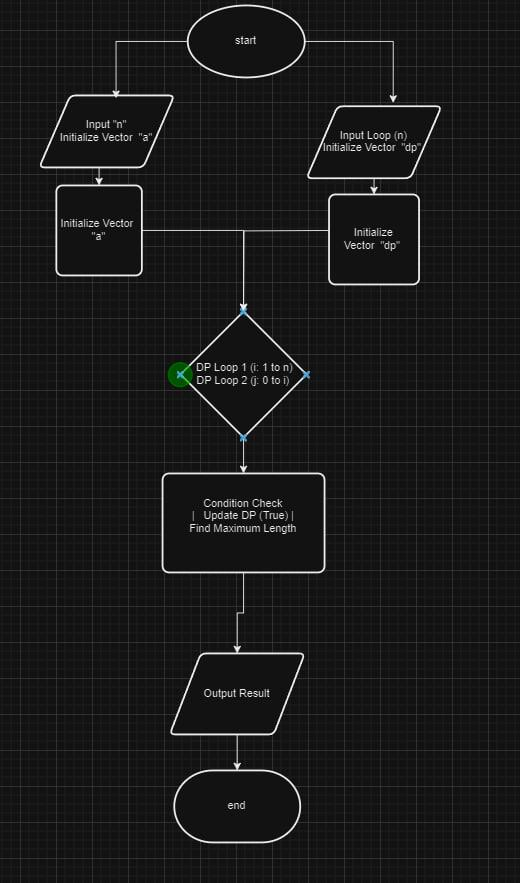 start
Input "n"
Initialize Vector "a"
Input Loop (n)
Initialize Vector "dp"
Initialize Vector
"a"
Initialize
Vector "dp"
DP Loop 1 (i: 1 to n)
DP Loop 2 (j: 0 to i)
Condition Check
| Update DP (True) |
Find Maximum Length
Output Result
end